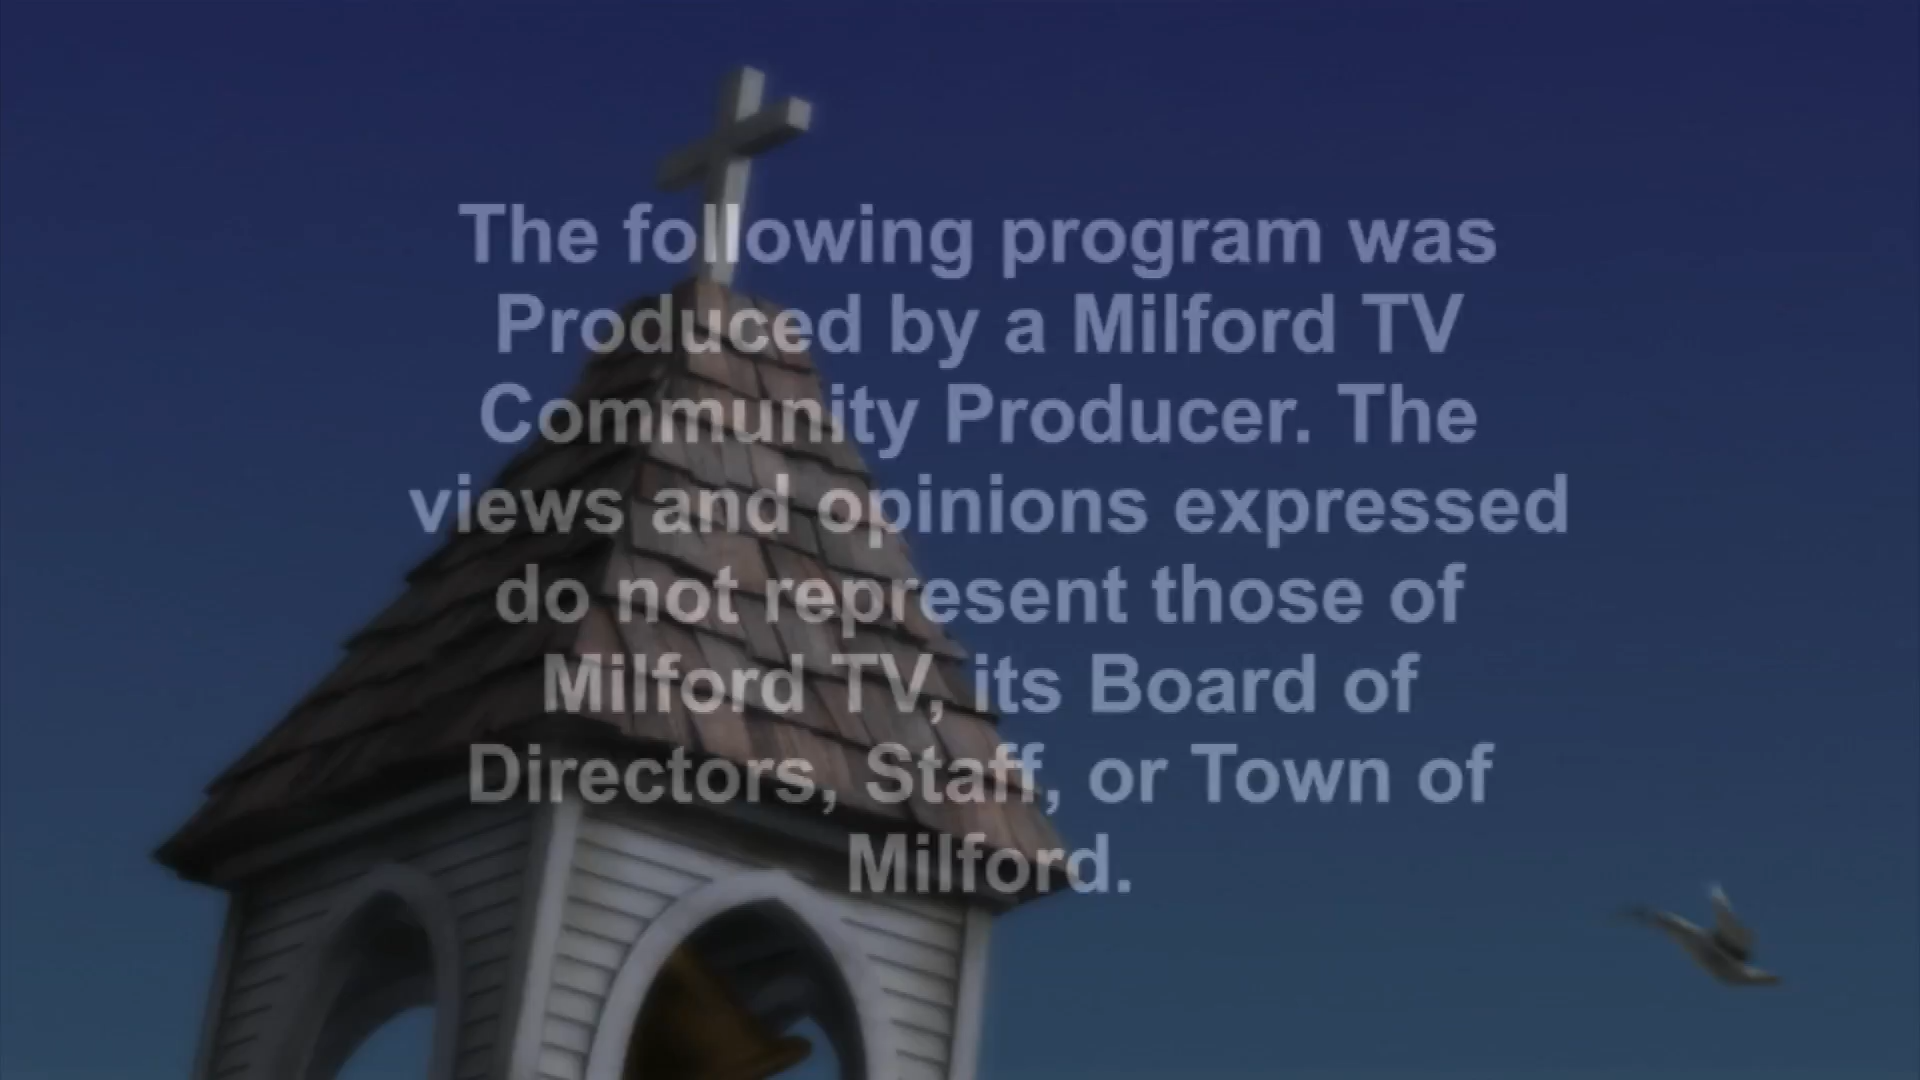 The following program was
Produced by a Milford TV
Community Producer. The
views and opinions expressed
do not represent those of
Milford TV, its Board of
Directors, Staff, or Town of
Milford.